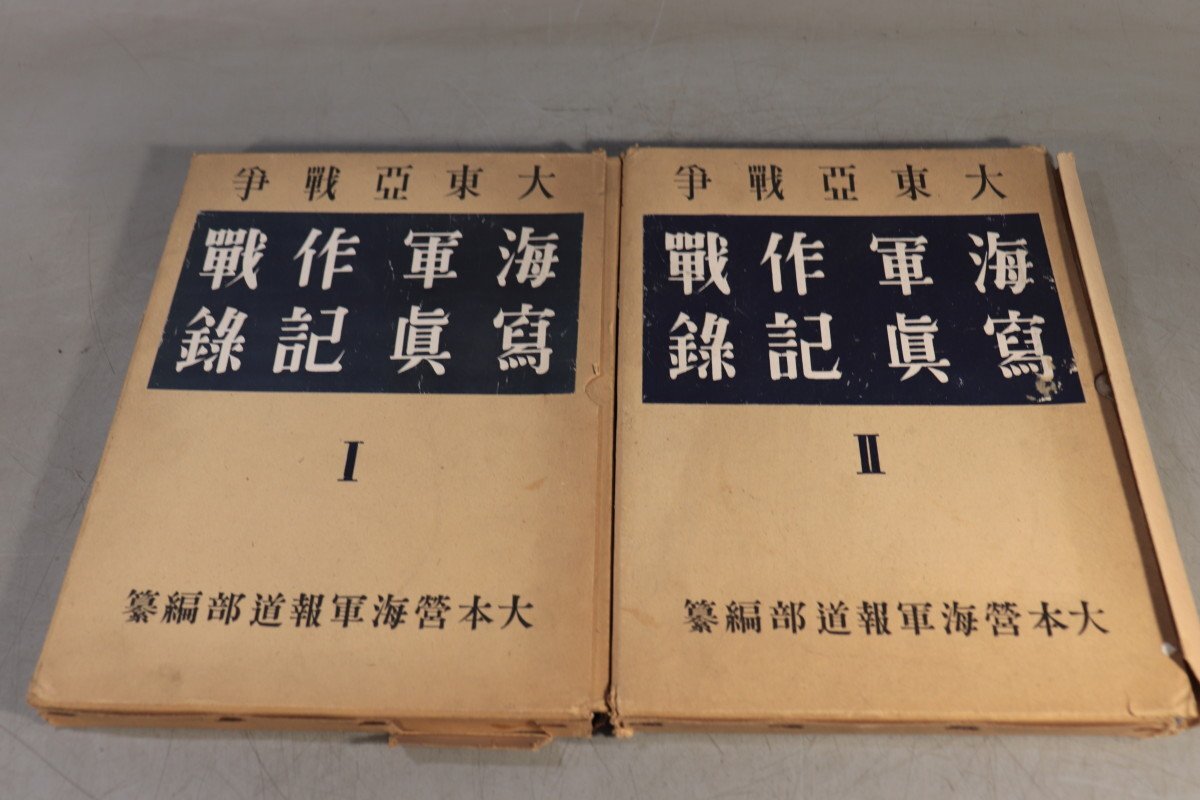 大東亞戰爭
海軍作戰
寫眞記錄
I
大本營海軍報道部編纂
大東亞戰爭
海軍作戰
寫眞記錄
II
大本營海軍報道部編纂